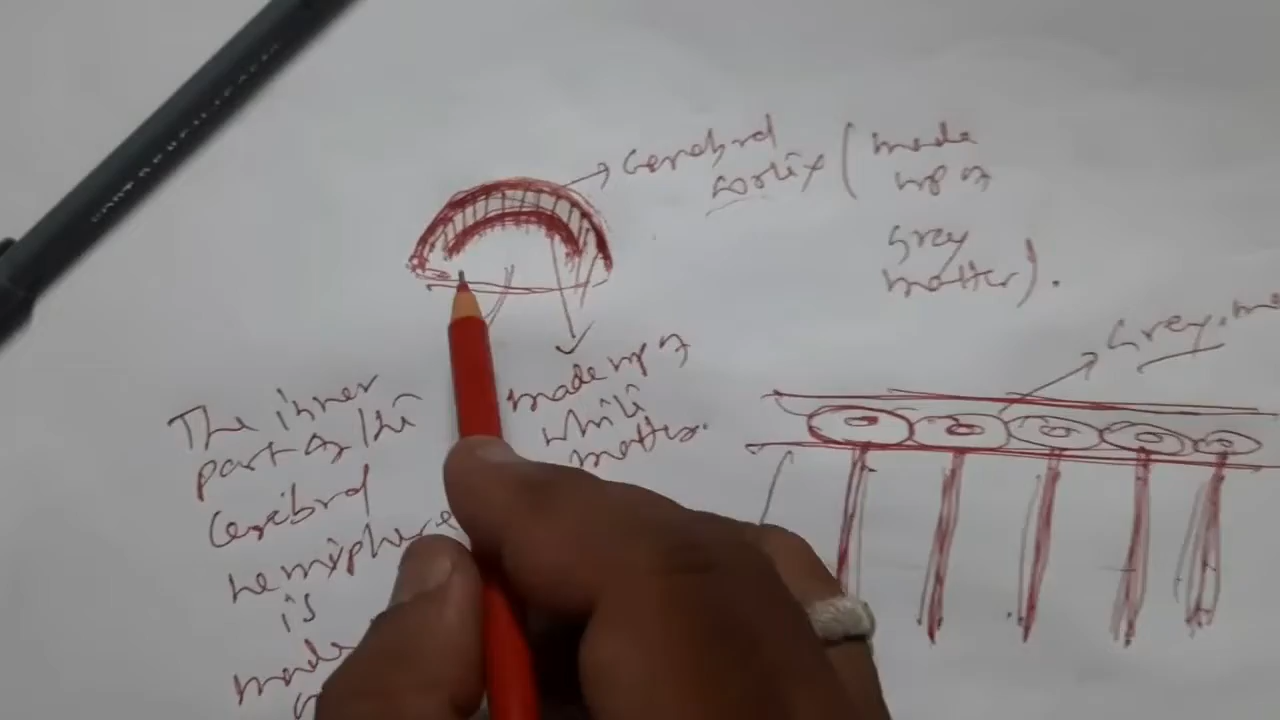 Cerebral
cortix (made
up of
Grey
matter).
Grey.
made up of
white
matter.
The inner
part of the
Cerebral
hemisphere
is
made